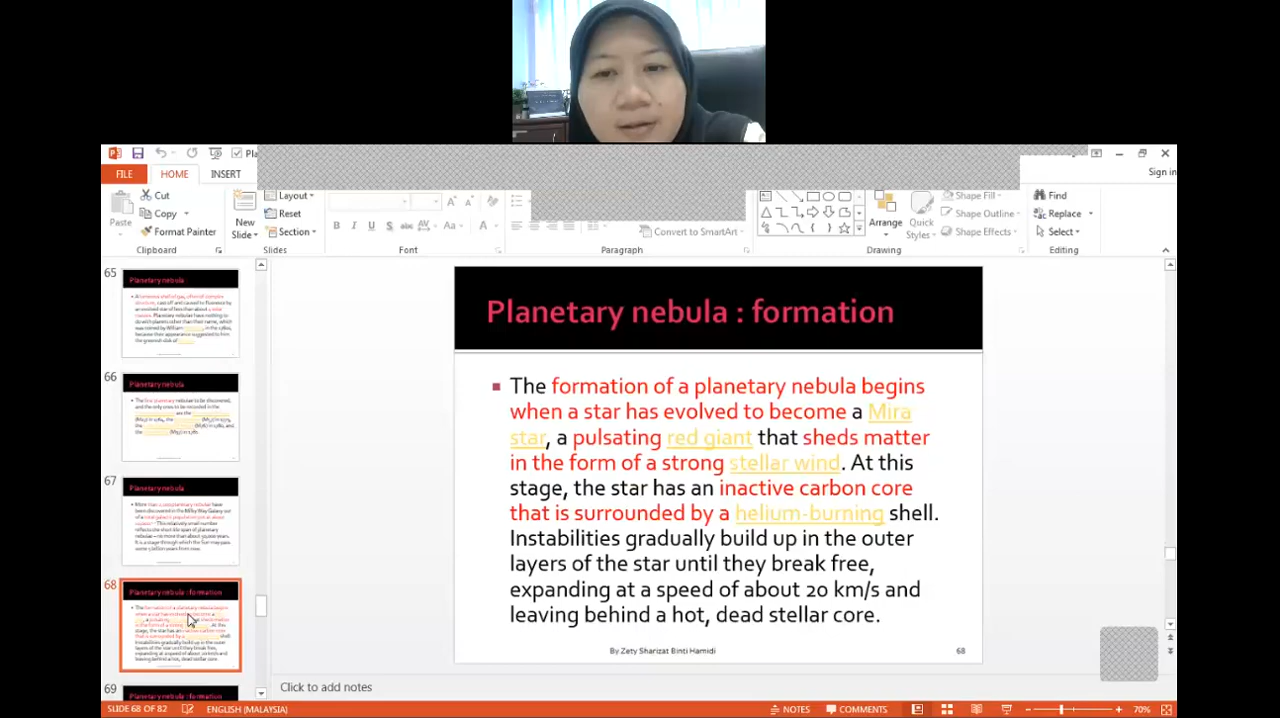 Pla
Sign in
FILE
HOME
INSERT
Paste
Cut
Copy
Format Painter
Clipboard
New
Slide
Layout
Reset
Section
Slides
B I U S abc AV Aa A
Font
Convert to SmartArt
Paragraph
Arrange
Quick
Styles
Shape Fill
Shape Outline
Shape Effects
Drawing
Find
Replace
Select
Editing
65
Planetary nebula
66
Planetary nebula
67
Planetary nebula
68
Planetary nebula : formation
69
Planetary nebula : formation
Planetary nebula : formation
The formation of a planetary nebula begins
when a star has evolved to become a Mira
star, a pulsating red giant that sheds matter
in the form of a strong stellar wind. At this
stage, the star has an inactive carbon core
that is surrounded by a helium-burning shell.
Instabilities gradually build up in the outer
layers of the star until they break free,
expanding at a speed of about 20 km/s and
leaving behind a hot, dead stellar core.
By Zety Sharizat Binti Hamidi
68
Click to add notes
SLIDE 68 OF 82
ENGLISH (MALAYSIA)
NOTES
COMMENTS
70%